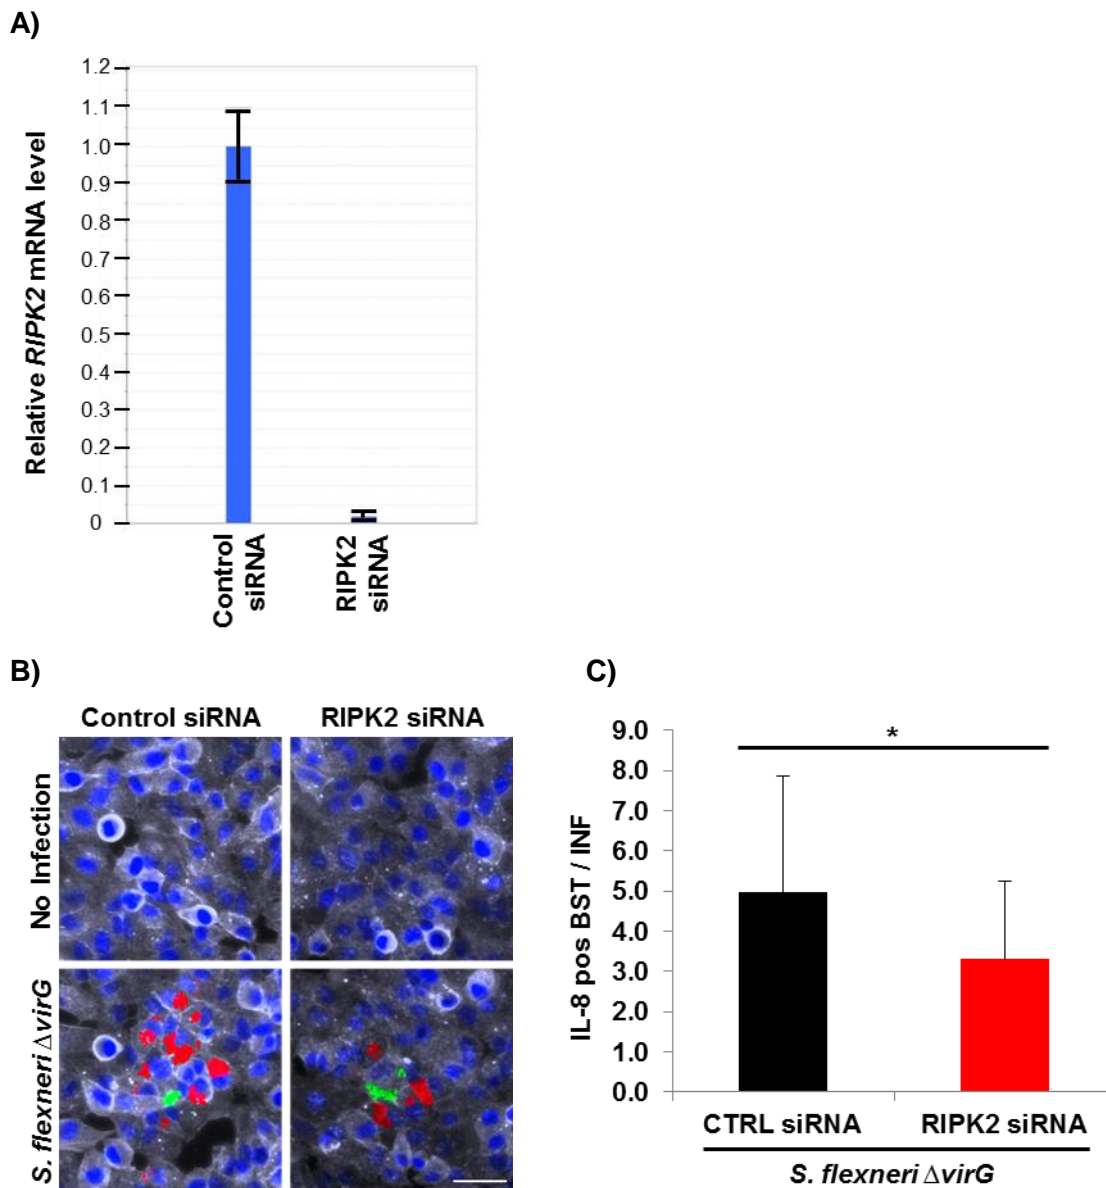 A)
Relative RIPK2 mRNA level
1.2
1.1
1.0
0.9
0.8
0.7
0.6
0.5
0.4
0.3
0.2
0.1
0
Control
siRNA
RIPK2
siRNA
B)
Control siRNA
RIPK2 siRNA
No Infection
S. flexneri ΔvirG
C)
IL-8 pos BST / INF
9.0
8.0
7.0
6.0
5.0
4.0
3.0
2.0
1.0
0.0
*
CTRL siRNA
RIPK2 siRNA
S. flexneri ΔvirG